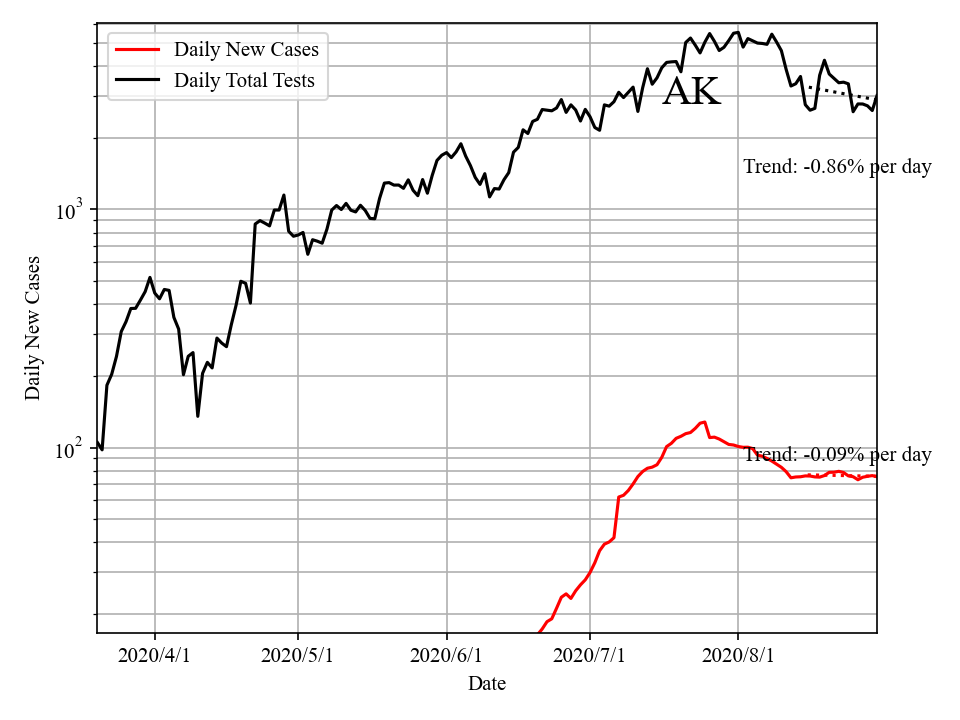 Daily New Cases
Daily Total Tests
AK
Trend: -0.86% per day
Trend: -0.09% per day
10³
10²
Daily New Cases
2020/4/1
2020/5/1
2020/6/1
2020/7/1
2020/8/1
Date